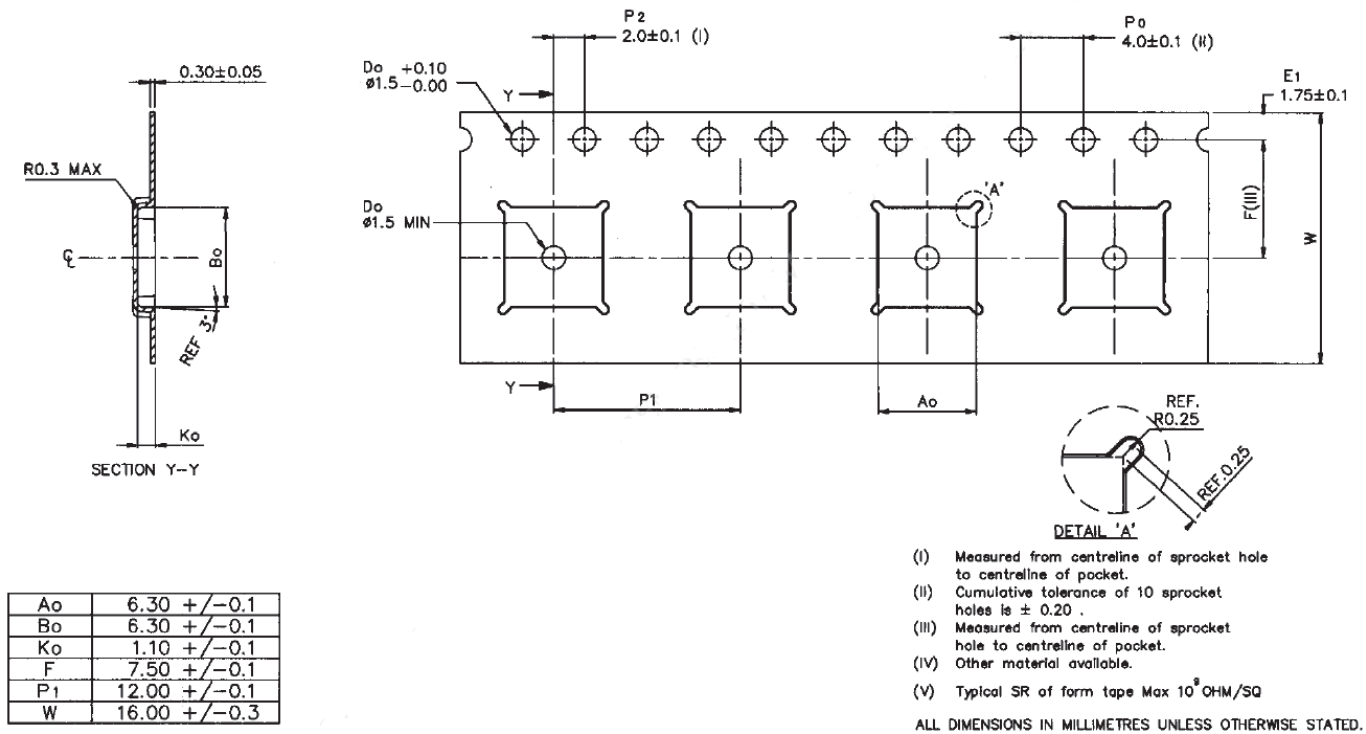 P2
2.0±0.1 (I)
Po
4.0±0.1 (II)
0.30±0.05
Do +0.10
ø1.5-0.00
Y
E1
1.75±0.1
R0.3 MAX
'A'
Do
ø1.5 MIN
F(III)
W
℄
Bo
REF 3°
Y
P1
Ao
Ko
SECTION Y--Y
REF.
R0.25
REF.0.25
DETAIL 'A'
(I) Measured from centreline of sprocket hole
to centreline of pocket.
(II) Cumulative tolerance of 10 sprocket
holes is ± 0.20 .
(III) Measured from centreline of sprocket
hole to centreline of pocket.
(IV) Other material available.
(V) Typical SR of form tape Max 10⁹ OHM/SQ
ALL DIMENSIONS IN MILLIMETRES UNLESS OTHERWISE STATED.
Ao 6.30 +/-0.1
Bo 6.30 +/-0.1
Ko 1.10 +/-0.1
F 7.50 +/-0.1
P1 12.00 +/-0.1
W 16.00 +/-0.3